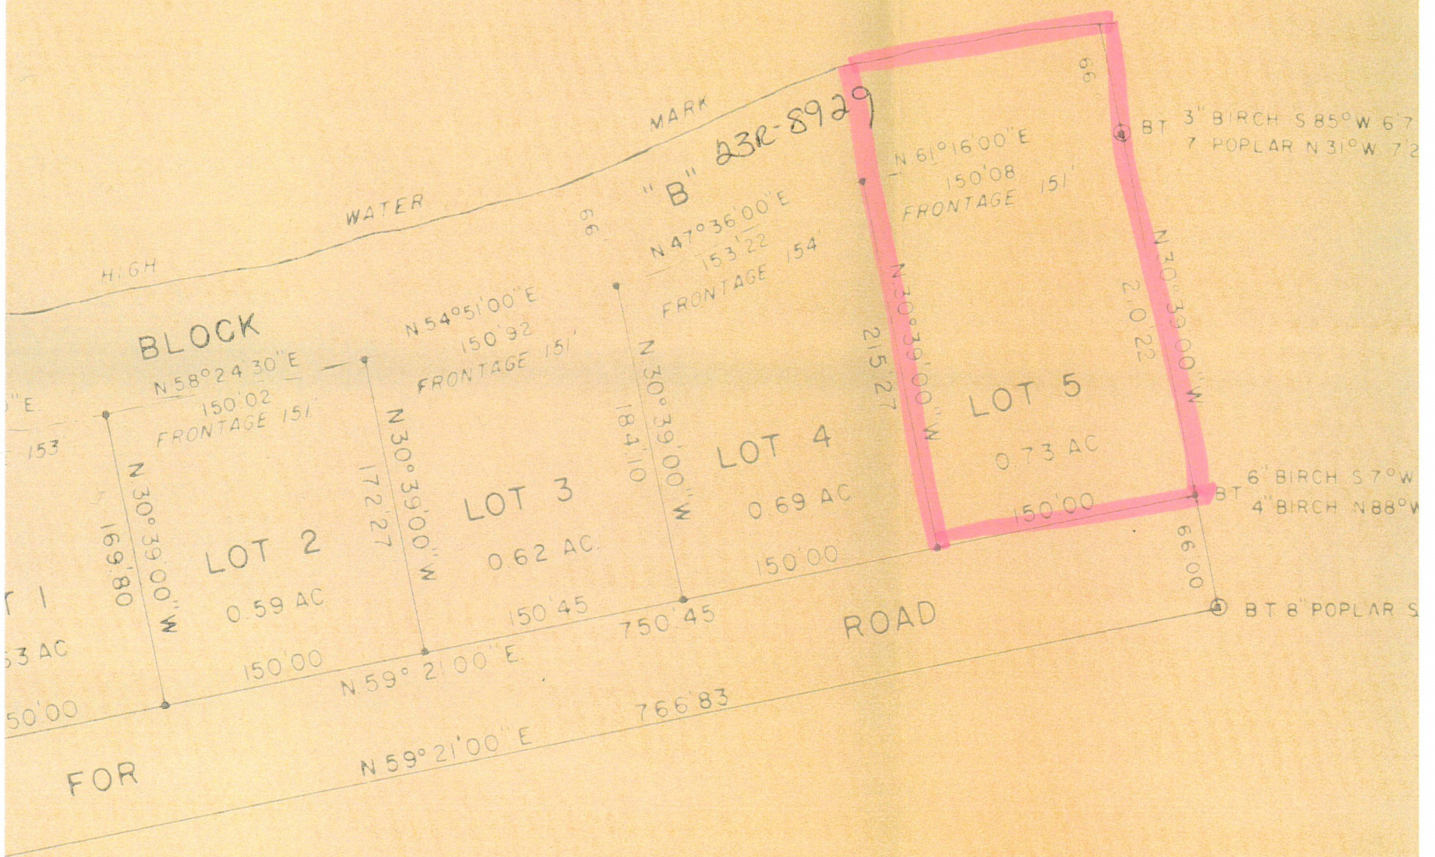 HIGH WATER MARK
BLOCK "B" 23R-8929
"E
153
N 58°24'30"E
150'02
FRONTAGE 151'
N 54°51'00"E
150'92
FRONTAGE 151'
N 47°36'00"E
153'22
FRONTAGE 154'
N 61°16'00"E
150'08
FRONTAGE 151'
66
66
BT 3" BIRCH S 85°W 6'7
7 POPLAR N 31°W 7'2
N 30°39'00"W
169'80
N 30°39'00"W
172'27
N 30°39'00"W
184'10
N 30°39'00"W
215'27
N 30°39'00"W
210'22
T 1
53 AC
50'00
LOT 2
0.59 AC
150'00
LOT 3
0.62 AC.
150'45
LOT 4
0.69 AC
150'00
LOT 5
0.73 AC
150'00
BT 6" BIRCH S 7°W
4" BIRCH N 88°W
66'00
BT 8" POPLAR S
N 59°21'00"E
750'45
FOR ROAD
N 59°21'00"E
766'83